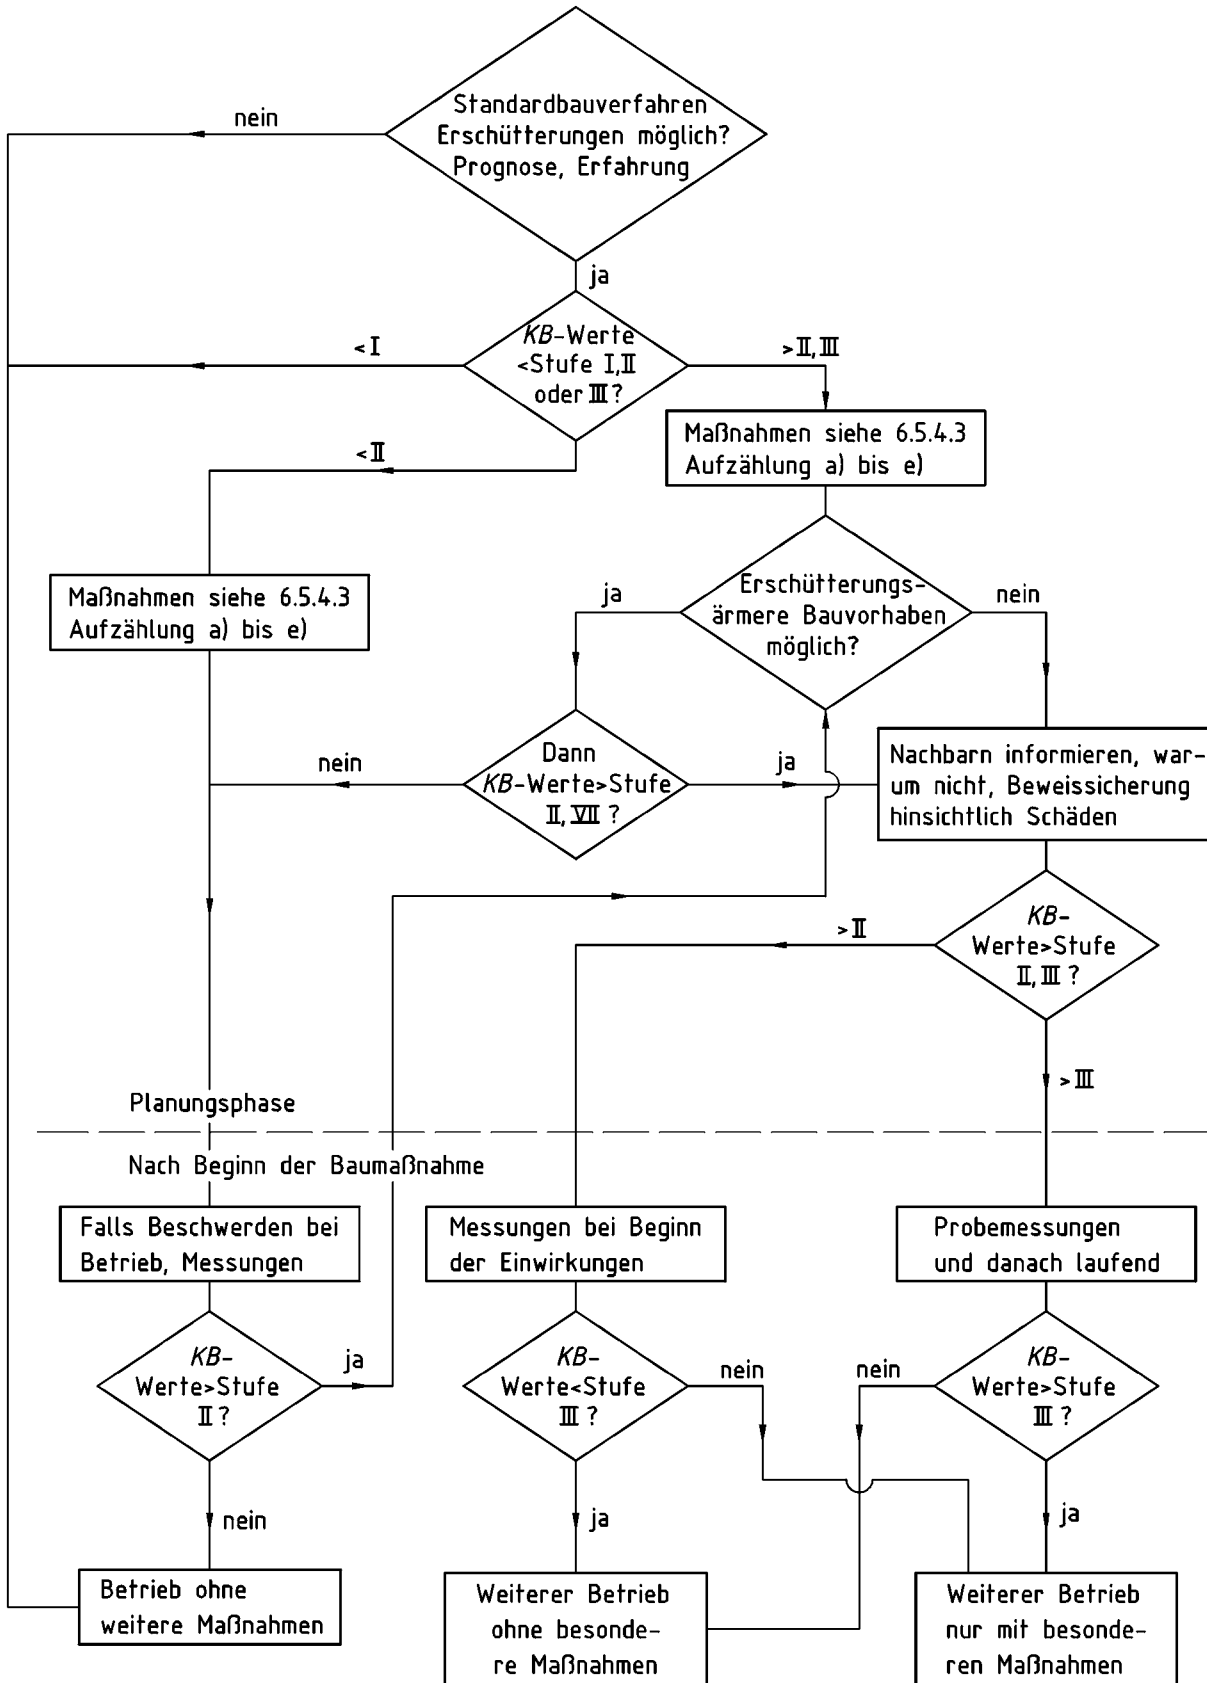 nein
Standardbauverfahren
Erschütterungen möglich?
Prognose, Erfahrung
ja
<I
KB-Werte
<Stufe I,II
oder III?
>II,III
<II
Maßnahmen siehe 6.5.4.3
Aufzählung a) bis e)
Maßnahmen siehe 6.5.4.3
Aufzählung a) bis e)
ja
Erschütterungs-
ärmere Bauvorhaben
möglich?
nein
nein
Dann
KB-Werte>Stufe
II, VII ?
ja
Nachbarn informieren, war-
um nicht, Beweissicherung
hinsichtlich Schäden
>II
KB-
Werte>Stufe
II, III ?
>III
Planungsphase
Nach Beginn der Baumaßnahme
Falls Beschwerden bei
Betrieb, Messungen
Messungen bei Beginn
der Einwirkungen
Probemessungen
und danach laufend
KB-
Werte>Stufe
II ?
ja
KB-
Werte<Stufe
III ?
nein
nein
KB-
Werte>Stufe
III ?
nein
ja
ja
Betrieb ohne
weitere Maßnahmen
Weiterer Betrieb
ohne besonde-
re Maßnahmen
Weiterer Betrieb
nur mit besonde-
ren Maßnahmen